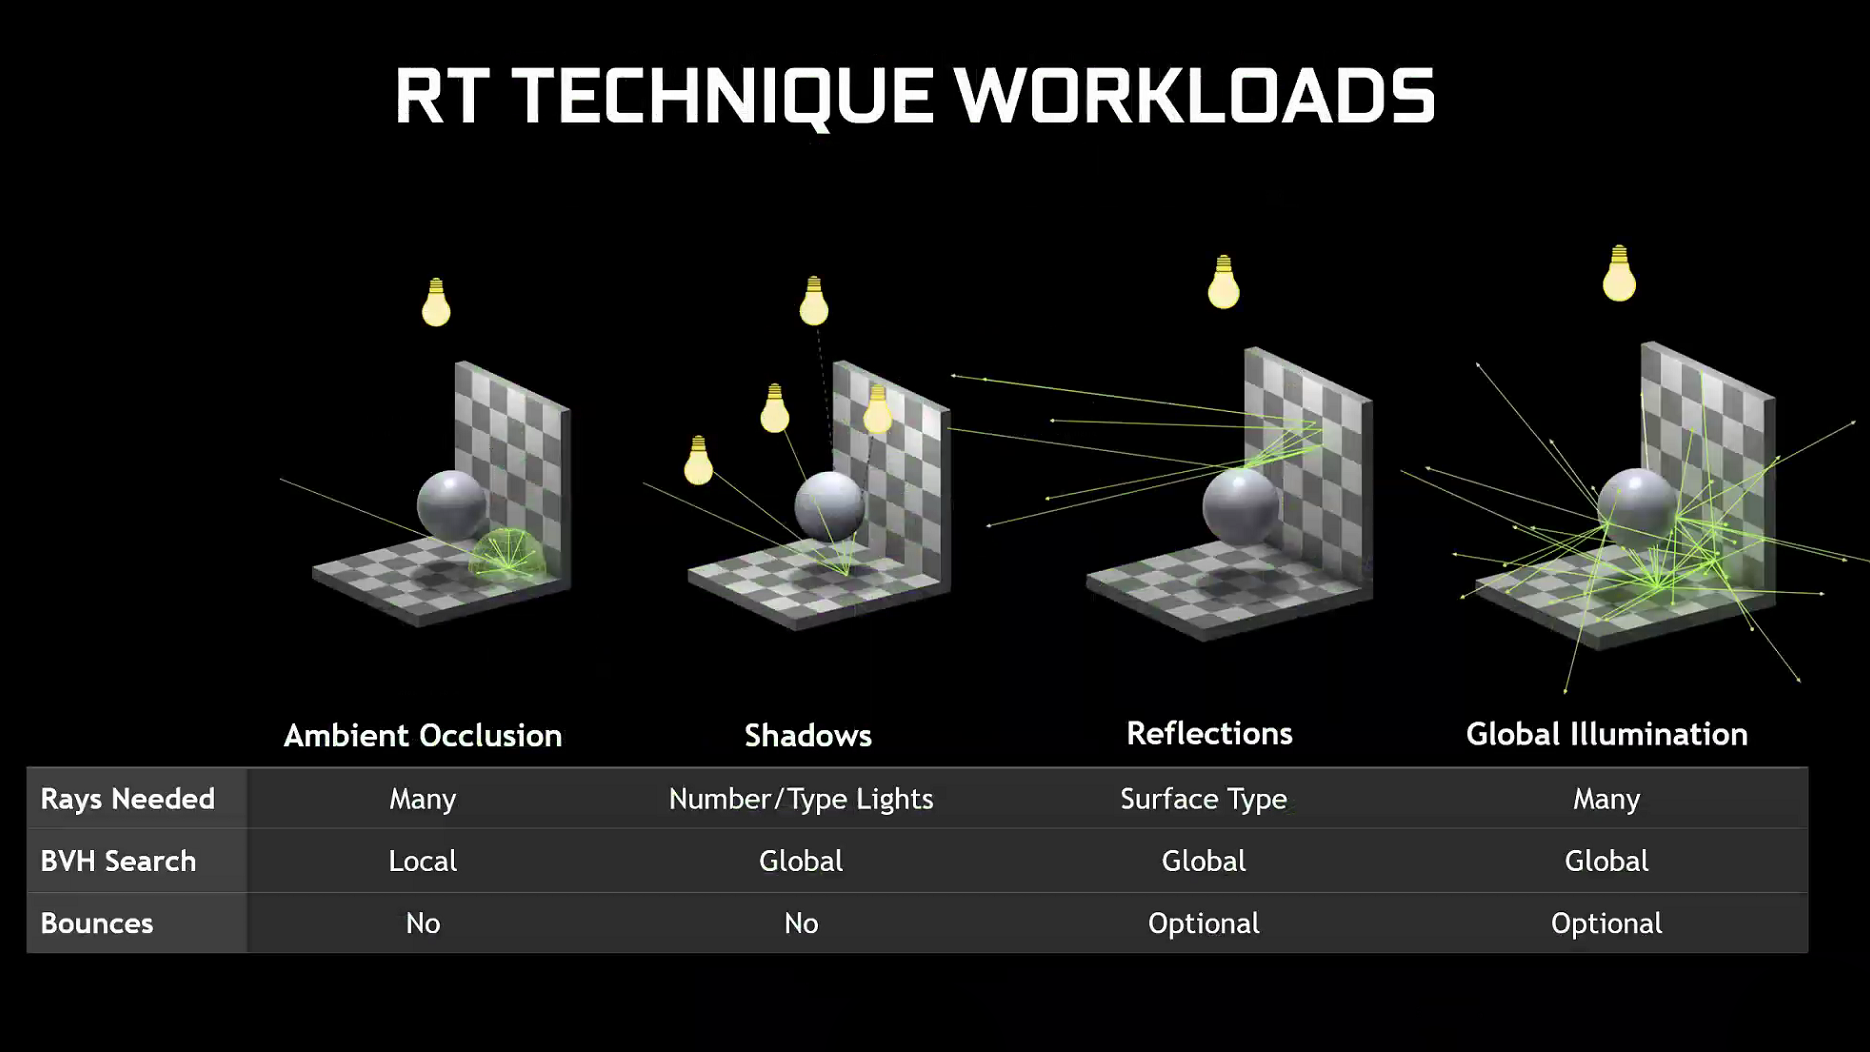 RT TECHNIQUE WORKLOADS
Ambient Occlusion Shadows Reflections Global Illumination
Rays Needed Many Number/Type Lights Surface Type Many
BVH Search Local Global Global Global
Bounces No No Optional Optional